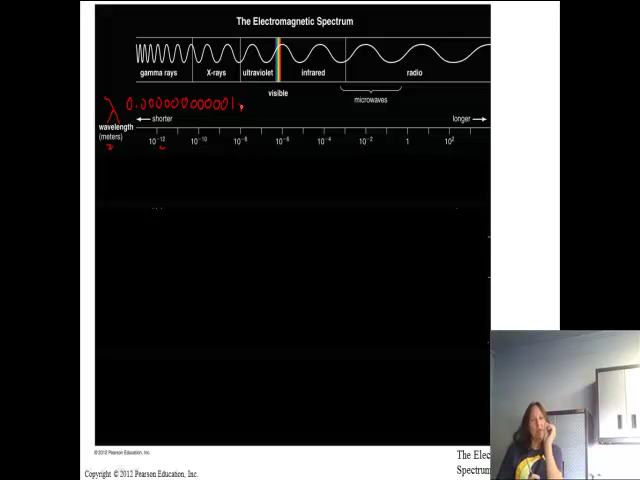 The Electromagnetic Spectrum
gamma rays X-rays ultraviolet infrared radio
visible
microwaves
λ 0.000000000001
shorter longer
wavelength
(meters)
10⁻¹² 10⁻¹⁰ 10⁻⁸ 10⁻⁶ 10⁻⁴ 10⁻² 1 10²
© 2012 Pearson Education, Inc.
The Elec
Copyright © 2012 Pearson Education, Inc. Spectrum